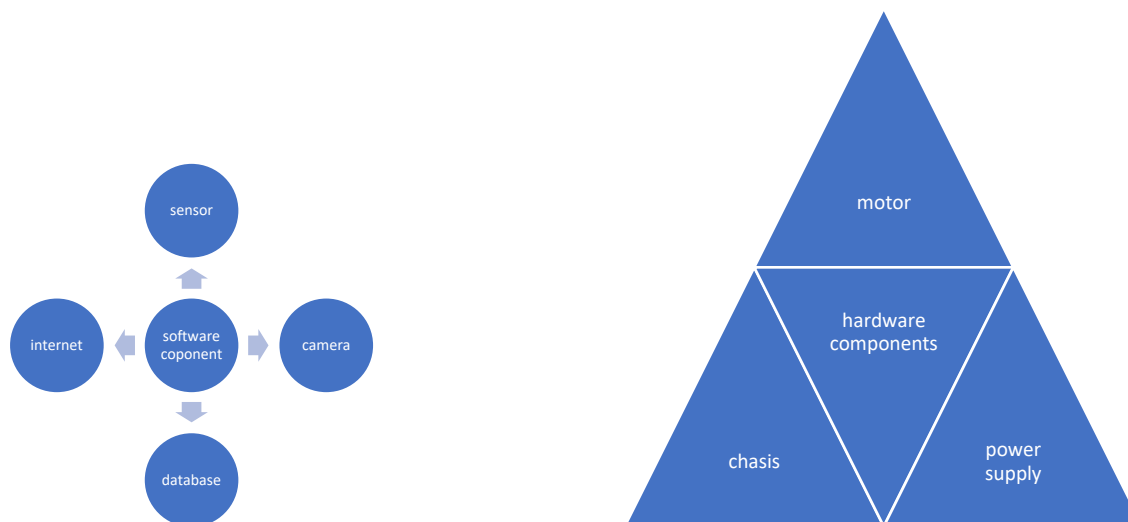 sensor
internet
software
coponent
camera
database
motor
hardware
components
chasis
power
supply